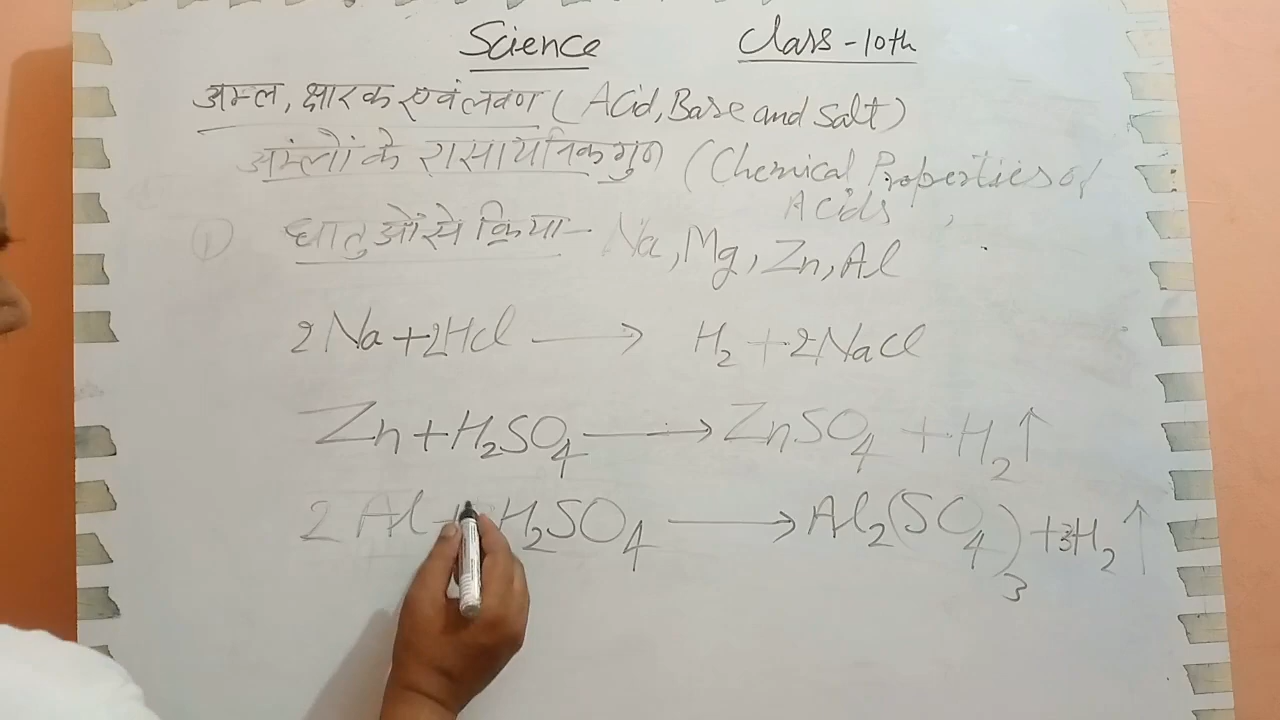 Science Class-10th
अम्ल, क्षारक एवं लवण (Acid, Base and Salt)
अम्लों के रासायनिक गुण (Chemical Properties of
Acids
① धातुओं से क्रिया- Na, Mg, Zn, Al
2Na+2Hcl ⟶ H₂+2NaCl
Zn+H₂SO₄ ⟶ ZnSO₄ + H₂↑
2Al+ H₂SO₄ ⟶ Al₂(SO₄)₃ +3H₂↑